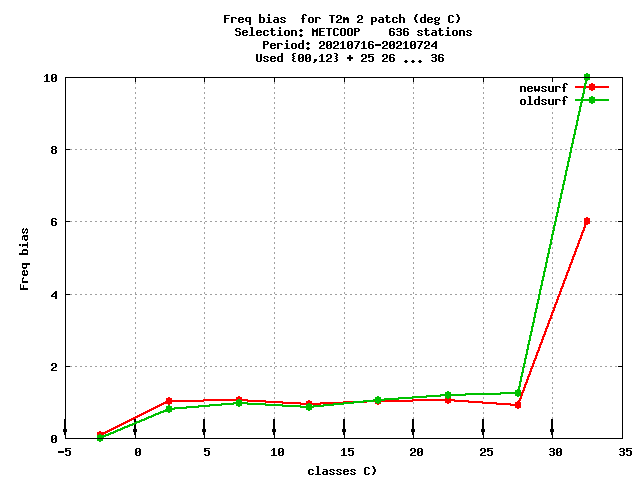 Freq bias  for T2m 2 patch (deg C)
Selection: METCOOP    636 stations
Period: 20210716-20210724
Used {00,12} + 25 26 ... 36
newsurf
oldsurf
10
8
6
4
2
0
Freq bias
-5 0 5 10 15 20 25 30 35
classes C)